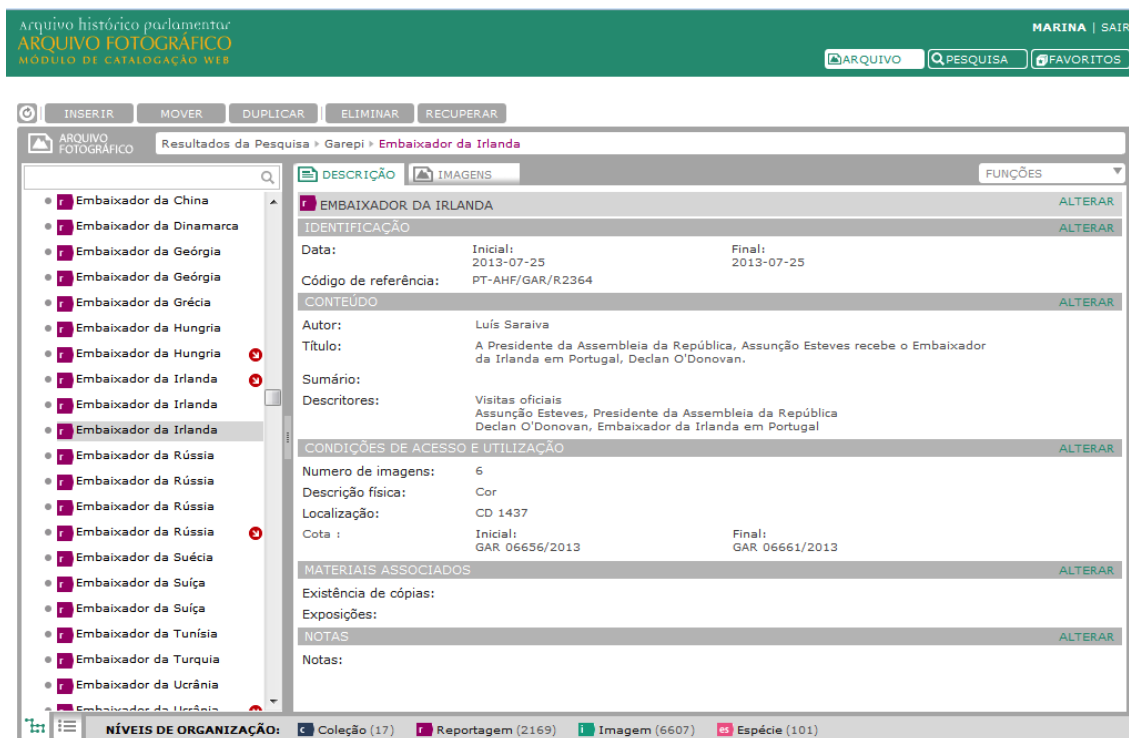 Arquivo histórico parlamentar
ARQUIVO FOTOGRÁFICO
MÓDULO DE CATALOGAÇÃO WEB
MARINA | SAIR
ARQUIVO
PESQUISA
FAVORITOS
INSERIR
MOVER
DUPLICAR
ELIMINAR
RECUPERAR
ARQUIVO
FOTOGRÁFICO
Resultados da Pesquisa › Garepi › Embaixador da Irlanda
Embaixador da China
Embaixador da Dinamarca
Embaixador da Geórgia
Embaixador da Geórgia
Embaixador da Grécia
Embaixador da Hungria
Embaixador da Hungria
Embaixador da Irlanda
Embaixador da Irlanda
Embaixador da Irlanda
Embaixador da Rússia
Embaixador da Rússia
Embaixador da Rússia
Embaixador da Rússia
Embaixador da Suécia
Embaixador da Suíça
Embaixador da Suíça
Embaixador da Tunísia
Embaixador da Turquia
Embaixador da Ucrânia
Embaixador da Ucrânia
DESCRIÇÃO
IMAGENS
FUNÇÕES
r EMBAIXADOR DA IRLANDA ALTERAR
IDENTIFICAÇÃO ALTERAR
Data: Inicial: Final:
2013-07-25 2013-07-25
Código de referência: PT-AHF/GAR/R2364
CONTEÚDO ALTERAR
Autor: Luís Saraiva
Título: A Presidente da Assembleia da República, Assunção Esteves recebe o Embaixador
da Irlanda em Portugal, Declan O'Donovan.
Sumário:
Descritores: Visitas oficiais
Assunção Esteves, Presidente da Assembleia da República
Declan O'Donovan, Embaixador da Irlanda em Portugal
CONDIÇÕES DE ACESSO E UTILIZAÇÃO ALTERAR
Numero de imagens: 6
Descrição física: Cor
Localização: CD 1437
Cota : Inicial: Final:
GAR 06656/2013 GAR 06661/2013
MATERIAIS ASSOCIADOS ALTERAR
Existência de cópias:
Exposições:
NOTAS ALTERAR
Notas:
NÍVEIS DE ORGANIZAÇÃO: c Coleção (17) r Reportagem (2169) i Imagem (6607) es Espécie (101)